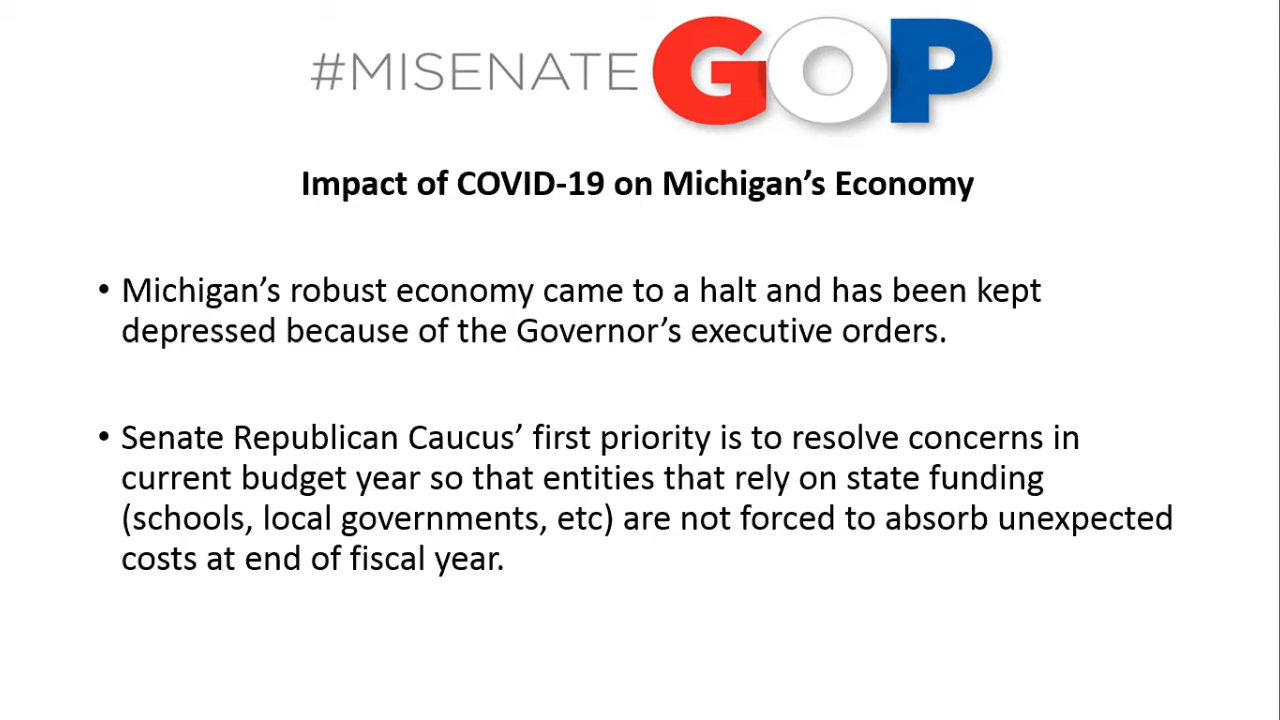 #MISENATE GOP
Impact of COVID-19 on Michigan’s Economy
• Michigan’s robust economy came to a halt and has been kept
depressed because of the Governor’s executive orders.
• Senate Republican Caucus’ first priority is to resolve concerns in
current budget year so that entities that rely on state funding
(schools, local governments, etc) are not forced to absorb unexpected
costs at end of fiscal year.